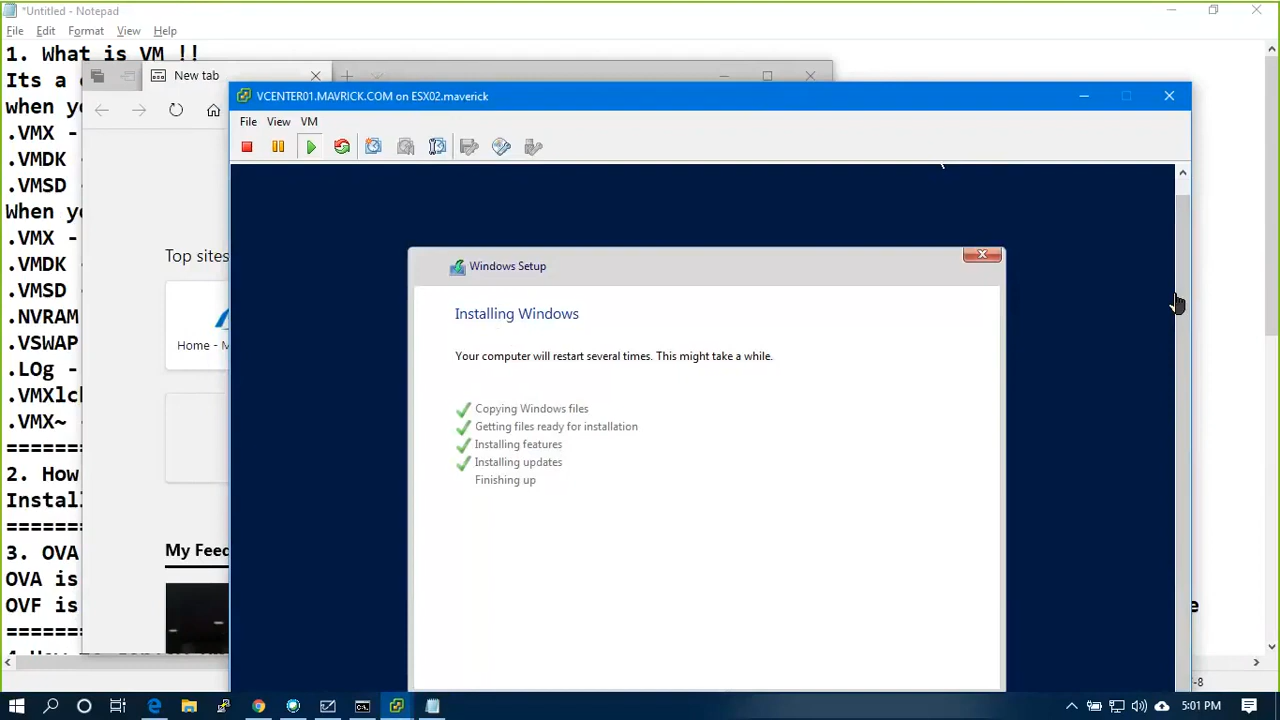 *Untitled - Notepad
File Edit Format View Help
1. What is VM !!
Its a
when yo
.VMX -
.VMDK
.VMSD -
When yo
.VMX -
.VMDK
.VMSD
.NVRAM
.VSWAP
.LOg -
.VMXlc
.VMX~
=======
2. How
Instal
=======
3. OVA
OVA is
OVF is
=======
New tab
Top sites
Home - M
My Feed
VCENTER01.MAVRICK.COM on ESX02.maverick
File View VM
Windows Setup
Installing Windows
Your computer will restart several times. This might take a while.
Copying Windows files
Getting files ready for installation
Installing features
Installing updates
Finishing up
e
-8
5:01 PM